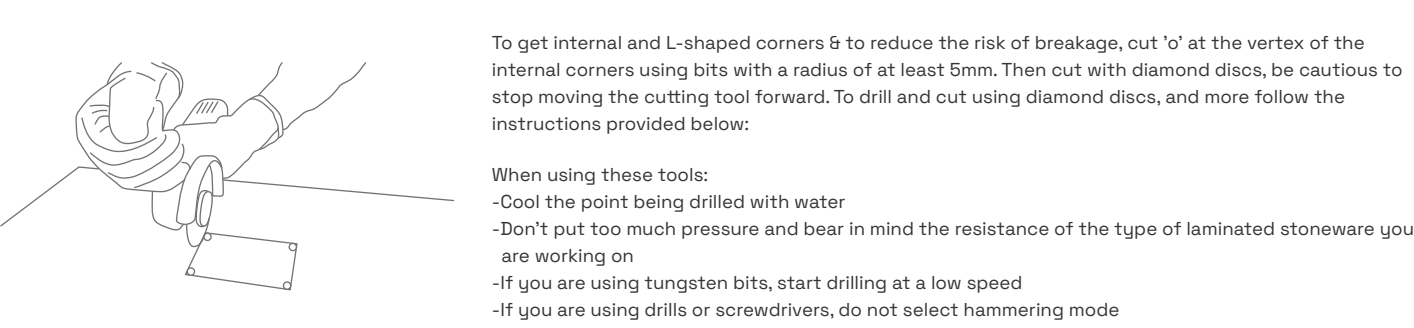 To get internal and L-shaped corners & to reduce the risk of breakage, cut ’o’ at the vertex of the
internal corners using bits with a radius of at least 5mm. Then cut with diamond discs, be cautious to
stop moving the cutting tool forward. To drill and cut using diamond discs, and more follow the
instructions provided below:
When using these tools:
-Cool the point being drilled with water
-Don’t put too much pressure and bear in mind the resistance of the type of laminated stoneware you
are working on
-If you are using tungsten bits, start drilling at a low speed
-If you are using drills or screwdrivers, do not select hammering mode